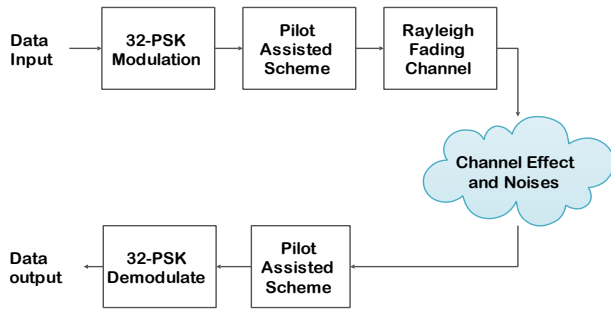 Data
Input
32-PSK
Modulation
Pilot
Assisted
Scheme
Rayleigh
Fading
Channel
Channel Effect
and Noises
Data
output
32-PSK
Demodulate
Pilot
Assisted
Scheme